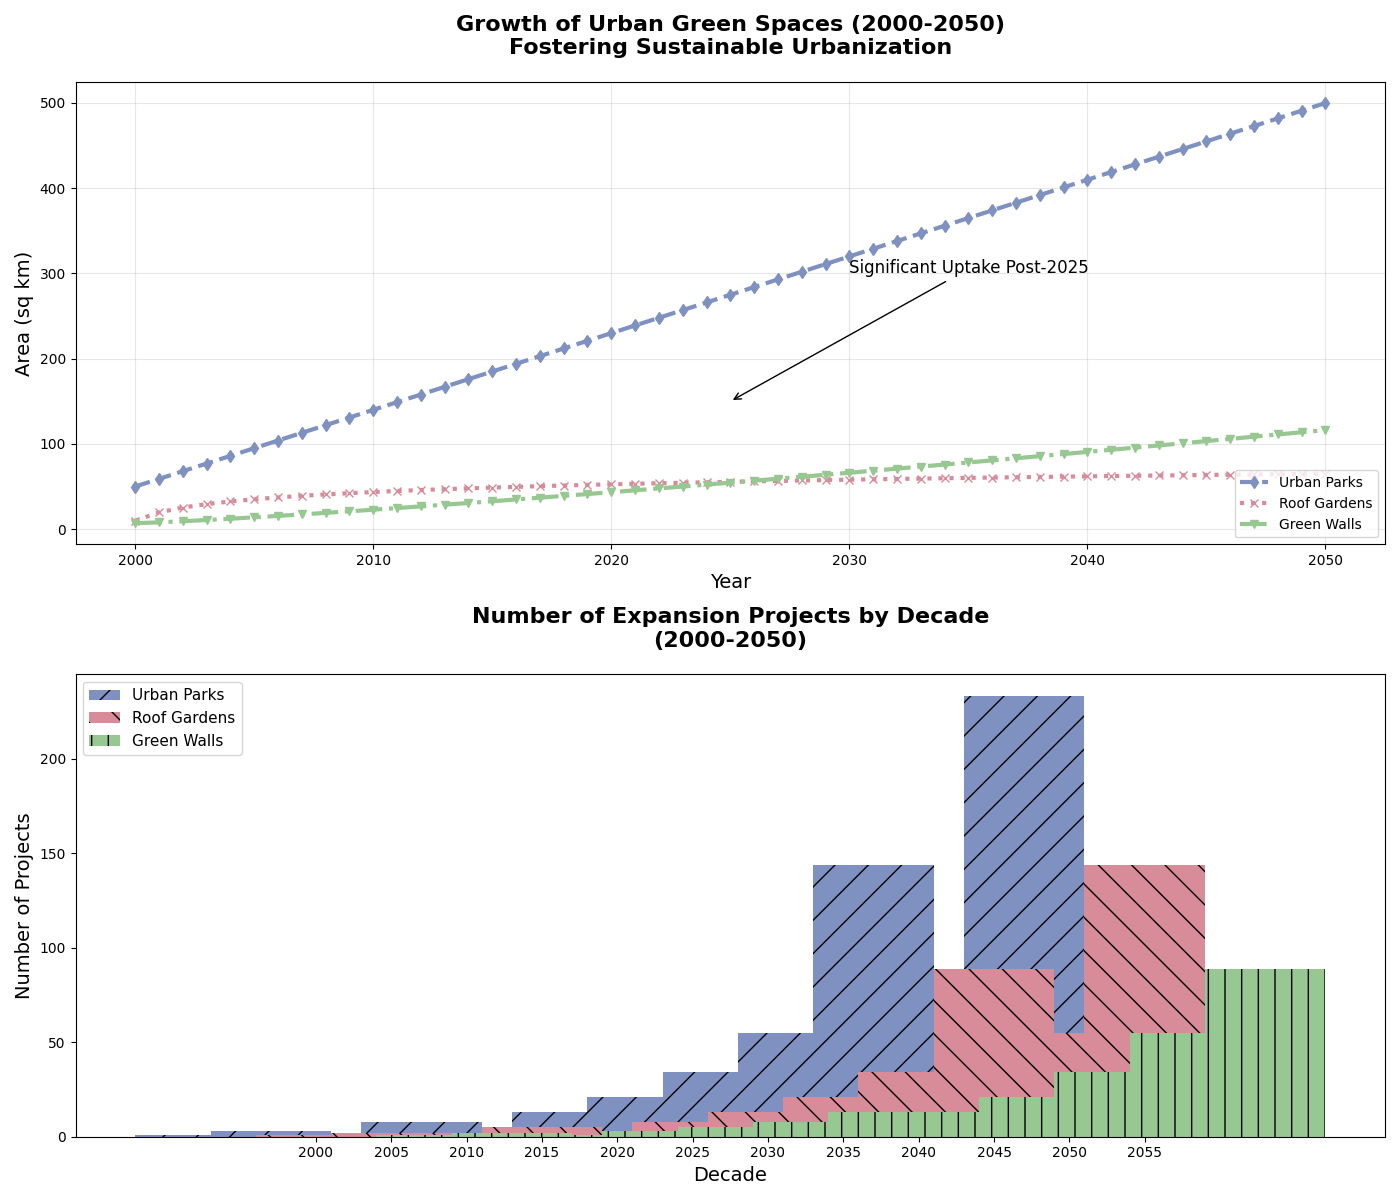 Growth of Urban Green Spaces (2000-2050)
Fostering Sustainable Urbanization
500
400
300
200
100
0
Area (sq km)
Significant Uptake Post-2025
Urban Parks
Roof Gardens
Green Walls
2000 2010 2020 2030 2040 2050
Year
Number of Expansion Projects by Decade
(2000-2050)
Urban Parks
Roof Gardens
Green Walls
200
150
100
50
0
Number of Projects
2000 2005 2010 2015 2020 2025 2030 2035 2040 2045 2050 2055
Decade